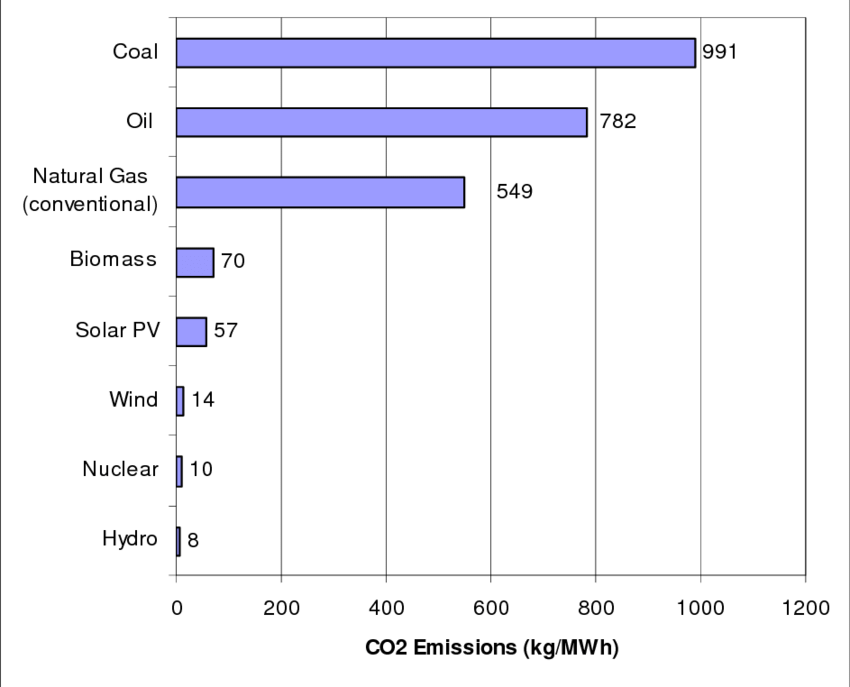 Coal
991
Oil
782
Natural Gas
(conventional)
549
Biomass
70
Solar PV
57
Wind
14
Nuclear
10
Hydro
8
0 200 400 600 800 1000 1200
CO2 Emissions (kg/MWh)